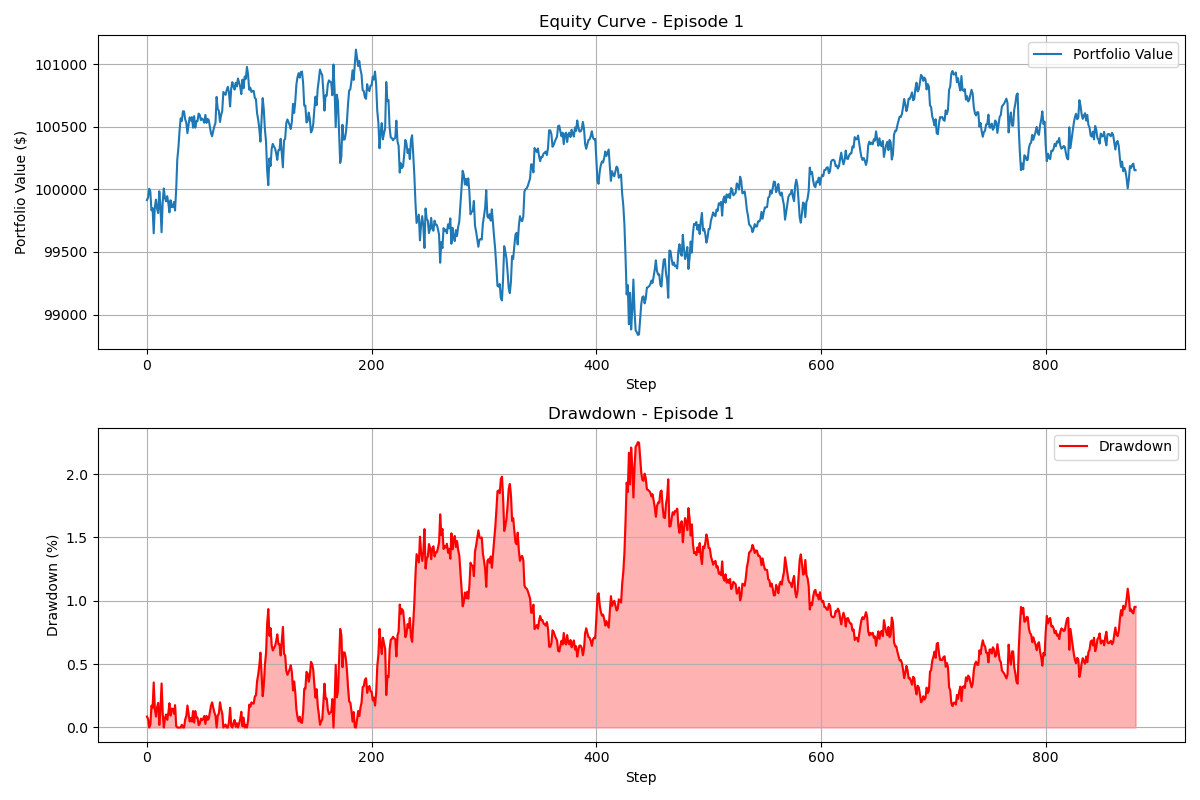 Equity Curve - Episode 1
Portfolio Value
Portfolio Value ($)
101000
100500
100000
99500
99000
0 200 400 600 800
Step
Drawdown - Episode 1
Drawdown
Drawdown (%)
2.0
1.5
1.0
0.5
0.0
0 200 400 600 800
Step